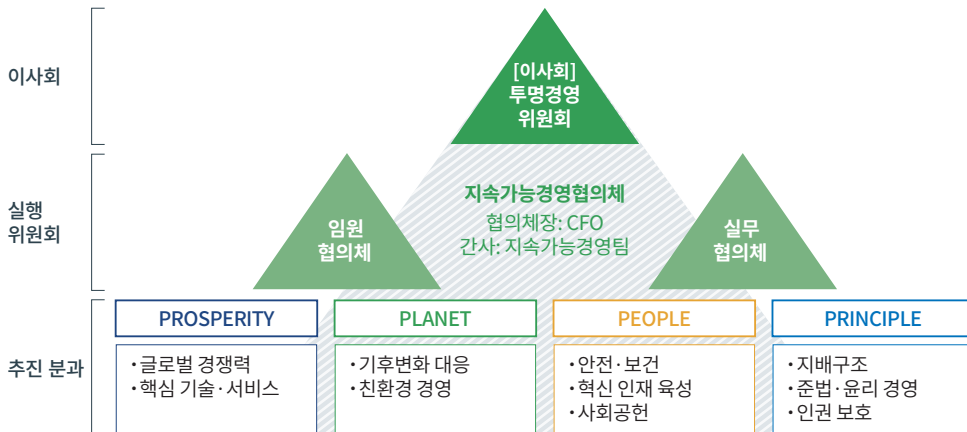 이사회
[이사회]
투명경영
위원회
실행
위원회
임원
협의체
지속가능경영협의체
협의체장: CFO
간사: 지속가능경영팀
실무
협의체
추진 분과
PROSPERITY
•글로벌 경쟁력
•핵심 기술·서비스
PLANET
•기후변화 대응
•친환경 경영
PEOPLE
•안전·보건
•혁신 인재 육성
•사회공헌
PRINCIPLE
•지배구조
•준법·윤리 경영
•인권 보호